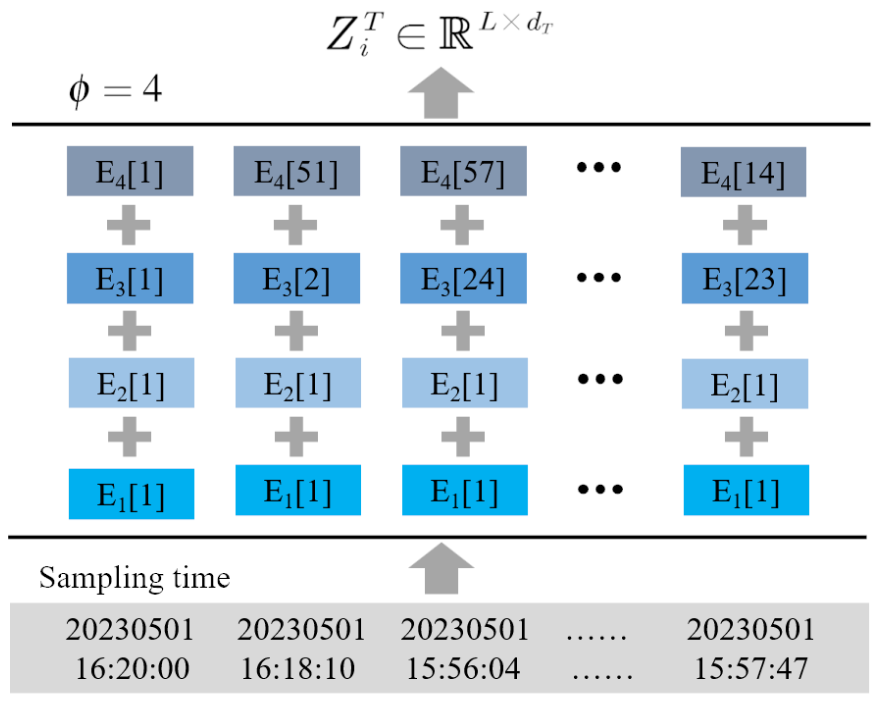 Z_i^T ∈ ℝ^{L×d_T}
ϕ = 4
E₄[1] E₄[51] E₄[57] ••• E₄[14]
+ + + +
E₃[1] E₃[2] E₃[24] ••• E₃[23]
+ + + +
E₂[1] E₂[1] E₂[1] ••• E₂[1]
+ + + +
E₁[1] E₁[1] E₁[1] ••• E₁[1]
Sampling time
20230501 20230501 20230501 …… 20230501
16:20:00 16:18:10 15:56:04 …… 15:57:47